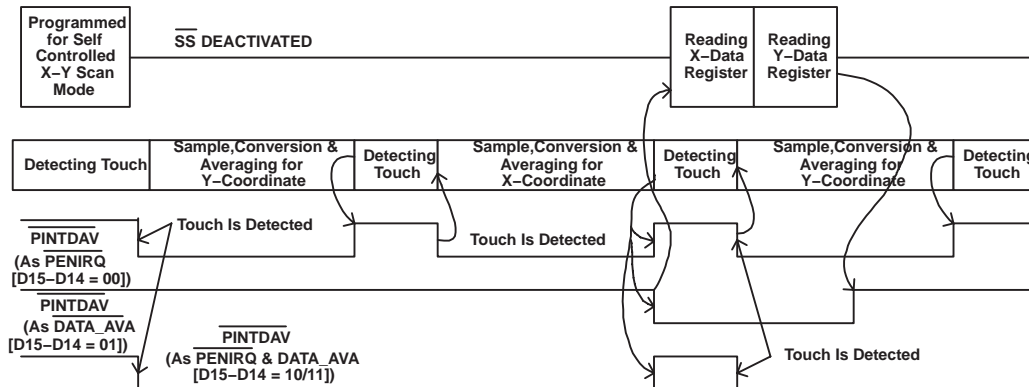 Programmed
for Self
Controlled
X−Y Scan
Mode
SS DEACTIVATED
Reading
X−Data
Register
Reading
Y−Data
Register
Detecting Touch
Sample,Conversion &
Averaging for
Y−Coordinate
Detecting
Touch
Sample,Conversion &
Averaging for
X−Coordinate
Detecting
Touch
Sample,Conversion &
Averaging for
Y−Coordinate
Detecting
Touch
PINTDAV
(As PENIRQ
[D15−D14 = 00])
Touch Is Detected
Touch Is Detected
PINTDAV
(As DATA_AVA
[D15−D14 = 01])
PINTDAV
(As PENIRQ & DATA_AVA
[D15−D14 = 10/11])
Touch Is Detected